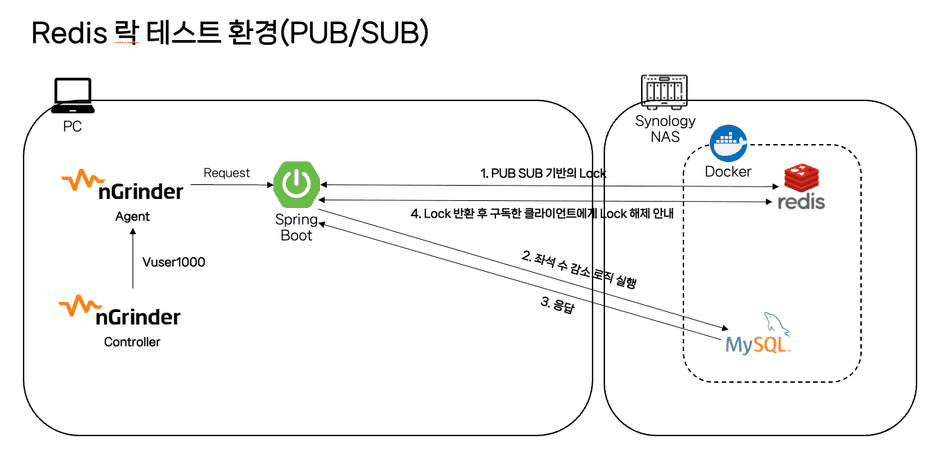 Redis 락 테스트 환경(PUB/SUB)
PC
Synology
NAS
Docker
nGrinder
Agent
Request
Spring
Boot
1. PUB SUB 기반의 Lock
redis
4. Lock 반환 후 구독한 클라이언트에게 Lock 해제 안내
Vuser1000
2. 좌석 수 감소 로직 실행
3. 응답
nGrinder
Controller
MySQL